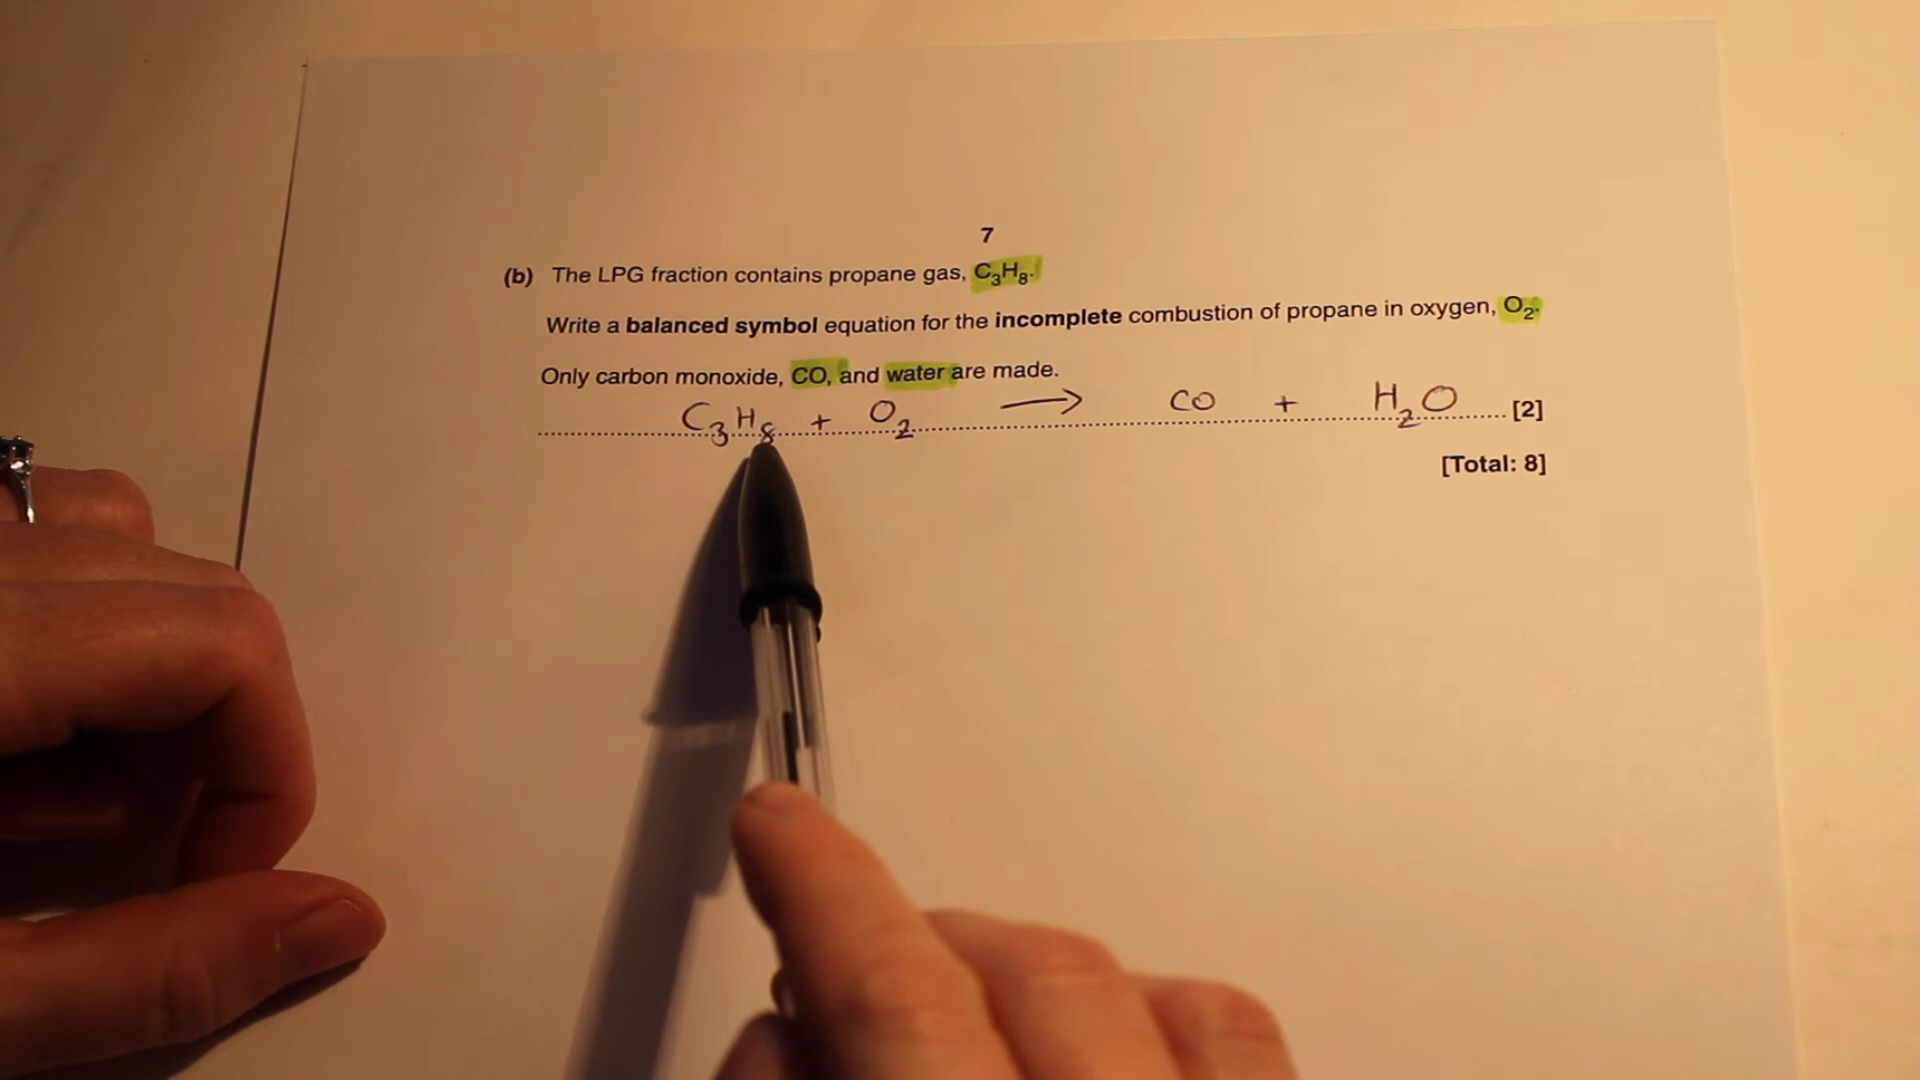 7
(b) The LPG fraction contains propane gas, C₃H₈.
Write a balanced symbol equation for the incomplete combustion of propane in oxygen, O₂.
Only carbon monoxide, CO, and water are made.
C₃H₈ + O₂ → CO + H₂O [2]
[Total: 8]